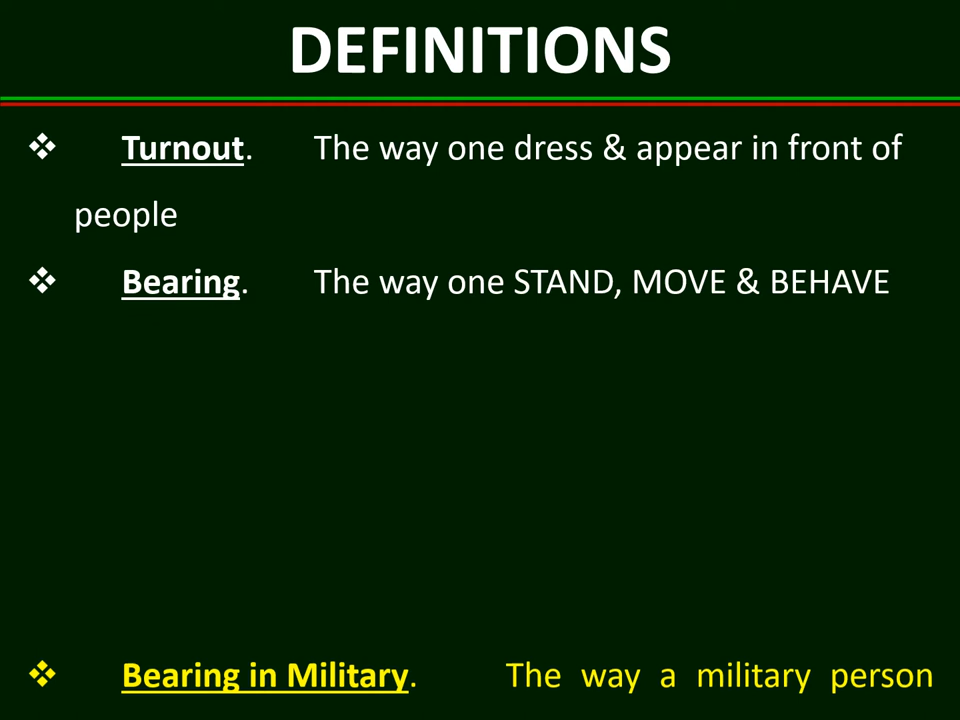 DEFINITIONS
❖ Turnout. The way one dress & appear in front of
people
❖ Bearing. The way one STAND, MOVE & BEHAVE
❖ Bearing in Military. The way a military person